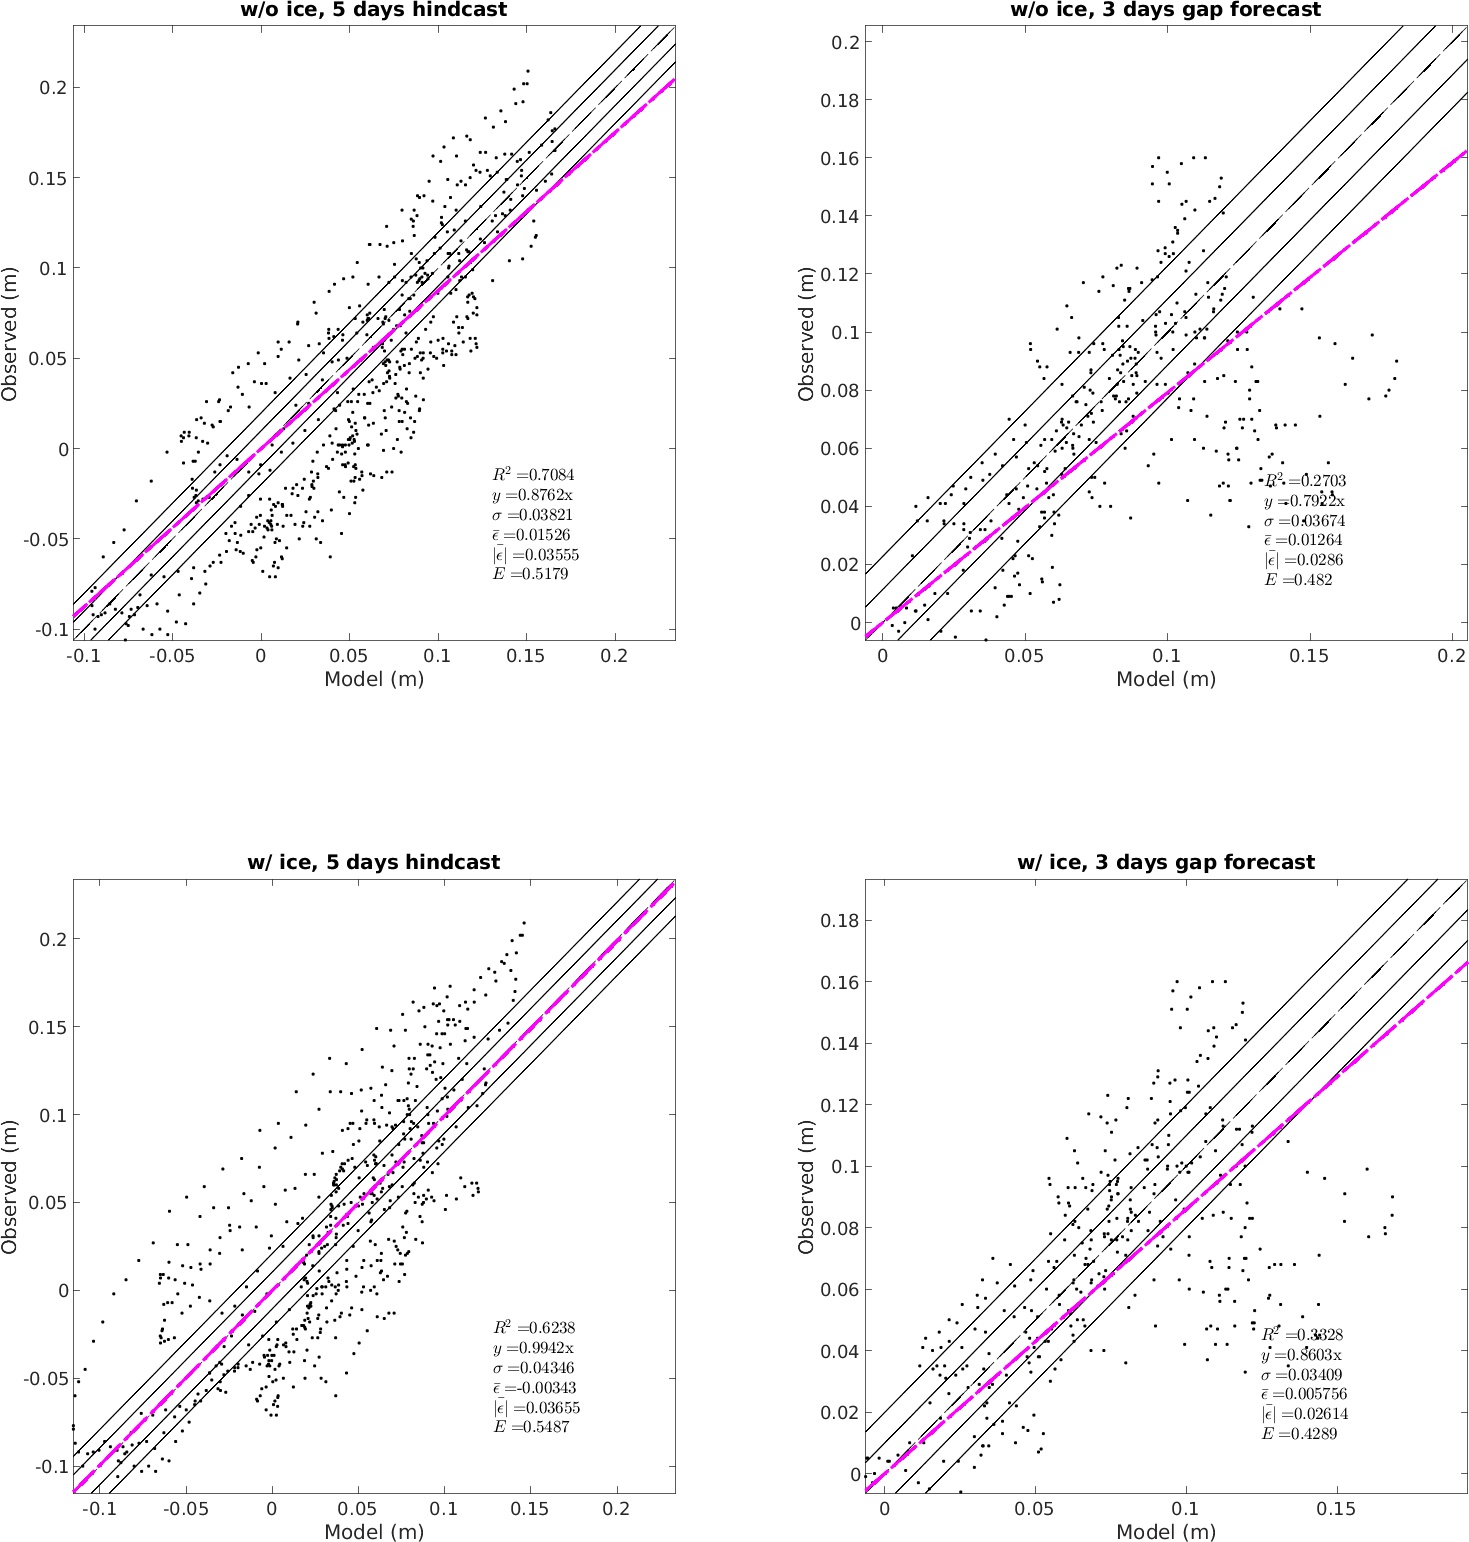 w/o ice, 5 days hindcast
0.2
0.15
0.1
0.05
0
-0.05
-0.1
Observed (m)
R² =0.7084
y =0.8762x
σ =0.03821
ϵ̄ =0.01526
|ϵ̄| =0.03555
E =0.5179
-0.1 -0.05 0 0.05 0.1 0.15 0.2
Model (m)
w/o ice, 3 days gap forecast
0.2
0.18
0.16
0.14
0.12
0.1
0.08
0.06
0.04
0.02
0
Observed (m)
R² =0.2703
y =0.7922x
σ =0.03674
ϵ̄ =0.01264
|ϵ̄| =0.0286
E =0.482
0 0.05 0.1 0.15 0.2
Model (m)
w/ ice, 5 days hindcast
0.2
0.15
0.1
0.05
0
-0.05
-0.1
Observed (m)
R² =0.6238
y =0.9942x
σ =0.04346
ϵ̄ =-0.00343
|ϵ̄| =0.03655
E =0.5487
-0.1 -0.05 0 0.05 0.1 0.15 0.2
Model (m)
w/ ice, 3 days gap forecast
0.18
0.16
0.14
0.12
0.1
0.08
0.06
0.04
0.02
0
Observed (m)
R² =0.3328
y =0.8603x
σ =0.03409
ϵ̄ =0.005756
|ϵ̄| =0.02614
E =0.4289
0 0.05 0.1 0.15
Model (m)